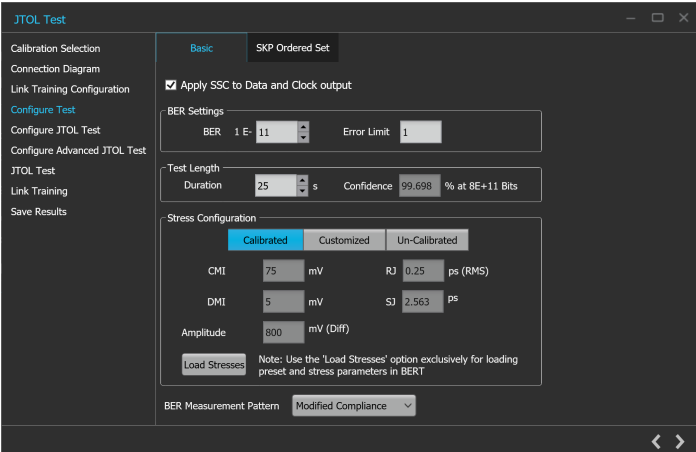 JTOL Test
Calibration Selection
Connection Diagram
Link Training Configuration
Configure Test
Configure JTOL Test
Configure Advanced JTOL Test
JTOL Test
Link Training
Save Results
Basic SKP Ordered Set
Apply SSC to Data and Clock output
BER Settings
BER 1 E- 11 Error Limit 1
Test Length
Duration 25 s Confidence 99.698 % at 8E+11 Bits
Stress Configuration
Calibrated Customized Un-Calibrated
CMI 75 mV RJ 0.25 ps (RMS)
DMI 5 mV SJ 2.563 ps
Amplitude 800 mV (Diff)
Load Stresses Note: Use the 'Load Stresses' option exclusively for loading
preset and stress parameters in BERT
BER Measurement Pattern Modified Compliance